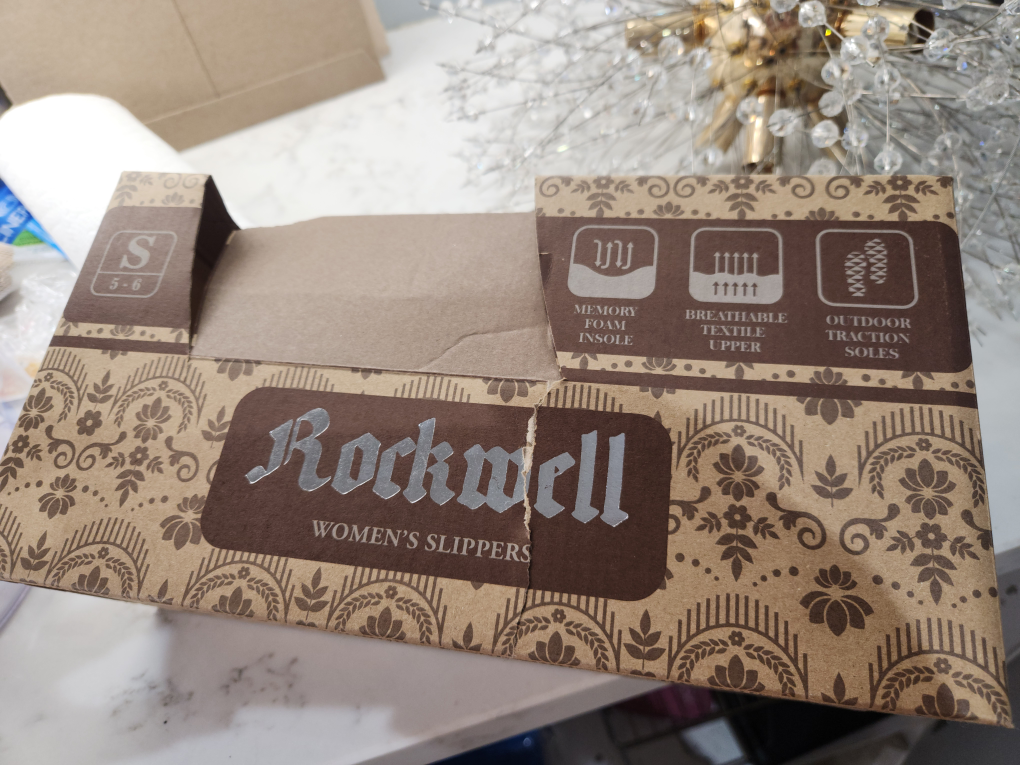 S
5-6
MEMORY
FOAM
INSOLE
BREATHABLE
TEXTILE
UPPER
OUTDOOR
TRACTION
SOLES
Rockwell
WOMEN'S SLIPPERS